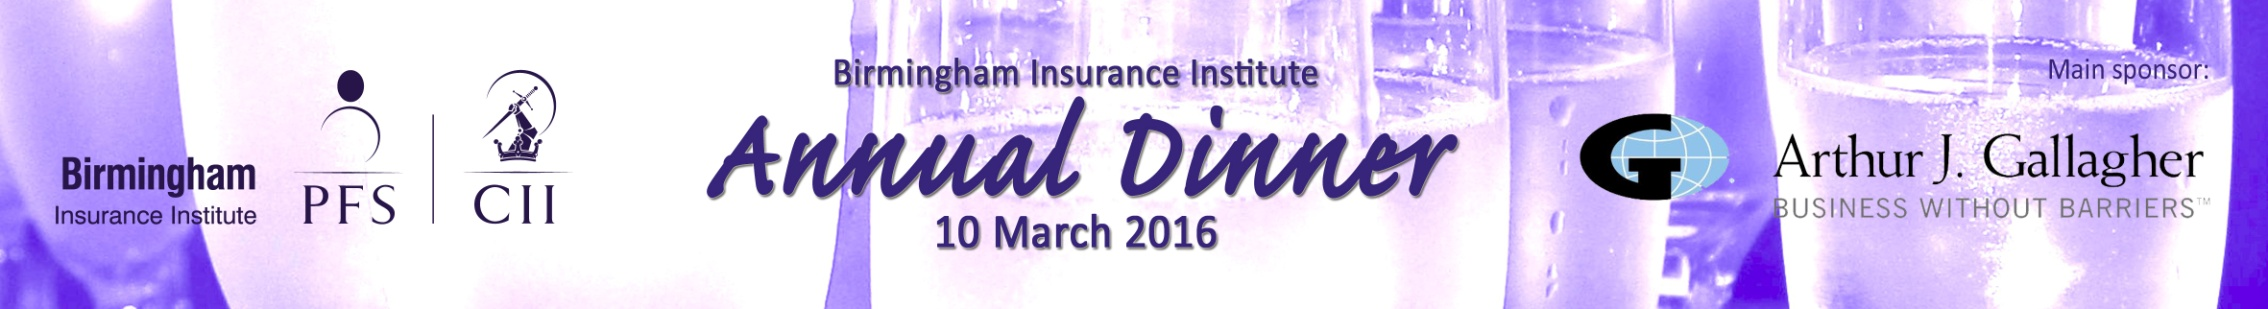 Birmingham
Insurance Institute
PFS
CII
Birmingham Insurance Institute
Annual Dinner
10 March 2016
Main sponsor:
G
Arthur J. Gallagher
BUSINESS WITHOUT BARRIERS™